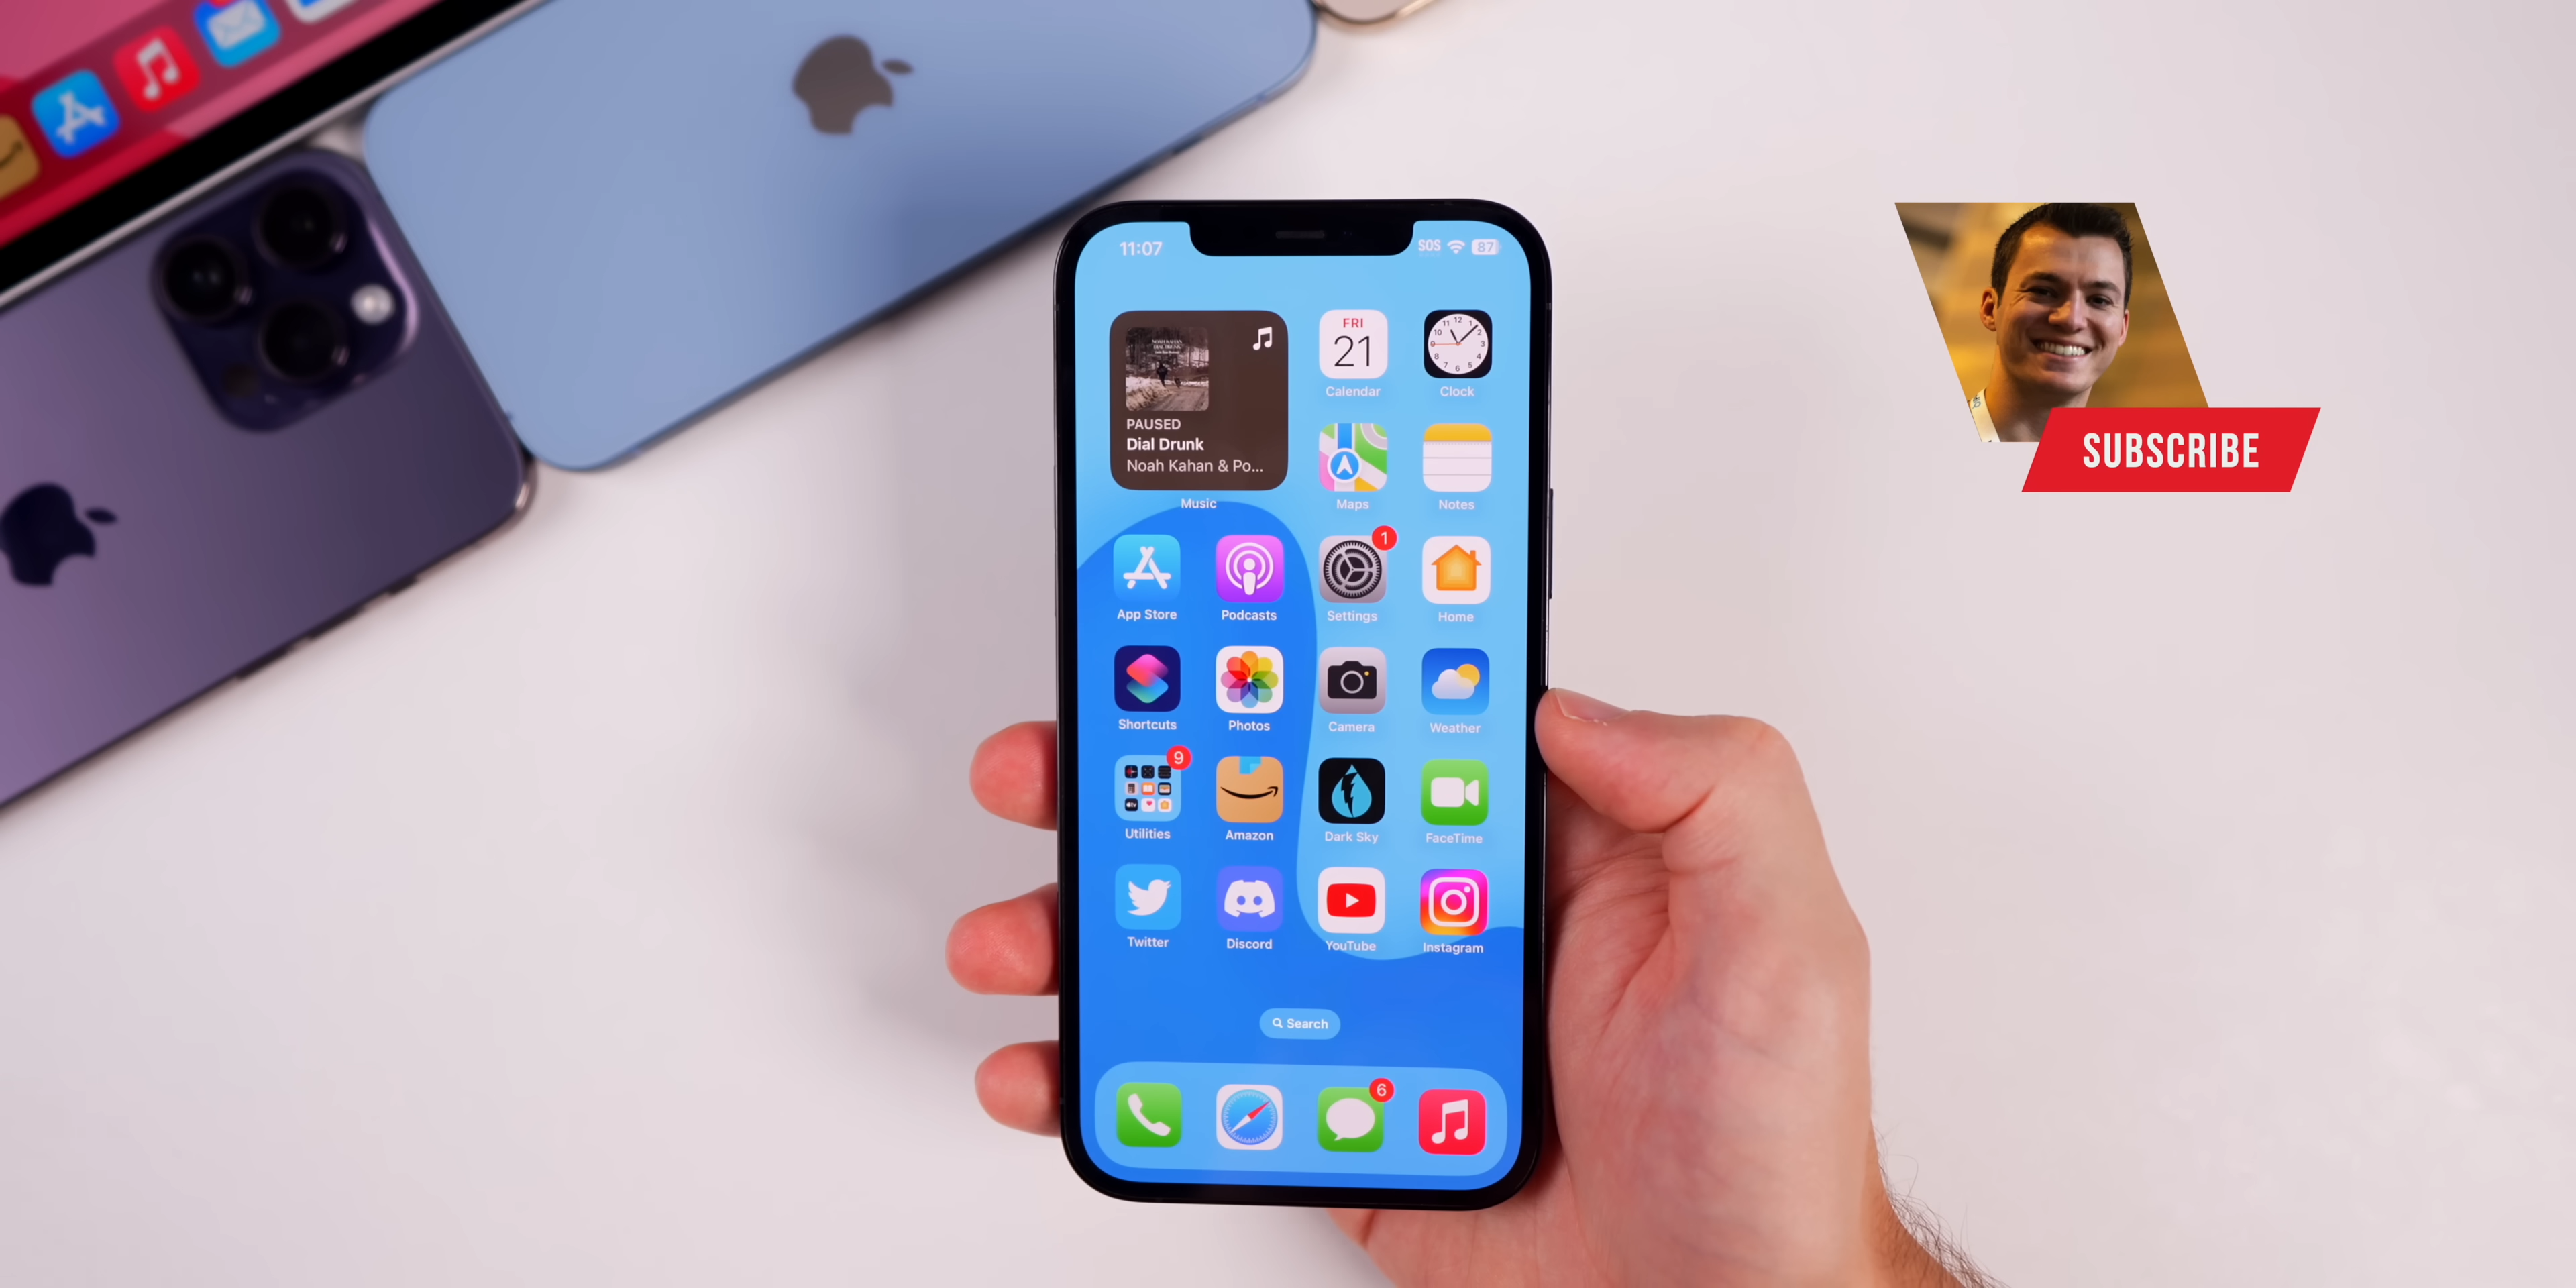 11:07
SOS
87
PAUSED
Dial Drunk
Noah Kahan & Po...
Music
FRI
21
Calendar
Clock
Maps
Notes
App Store
Podcasts
1
Settings
Home
Shortcuts
Photos
Camera
Weather
9
Utilities
Amazon
Dark Sky
FaceTime
Twitter
Discord
YouTube
Instagram
Search
6
SUBSCRIBE